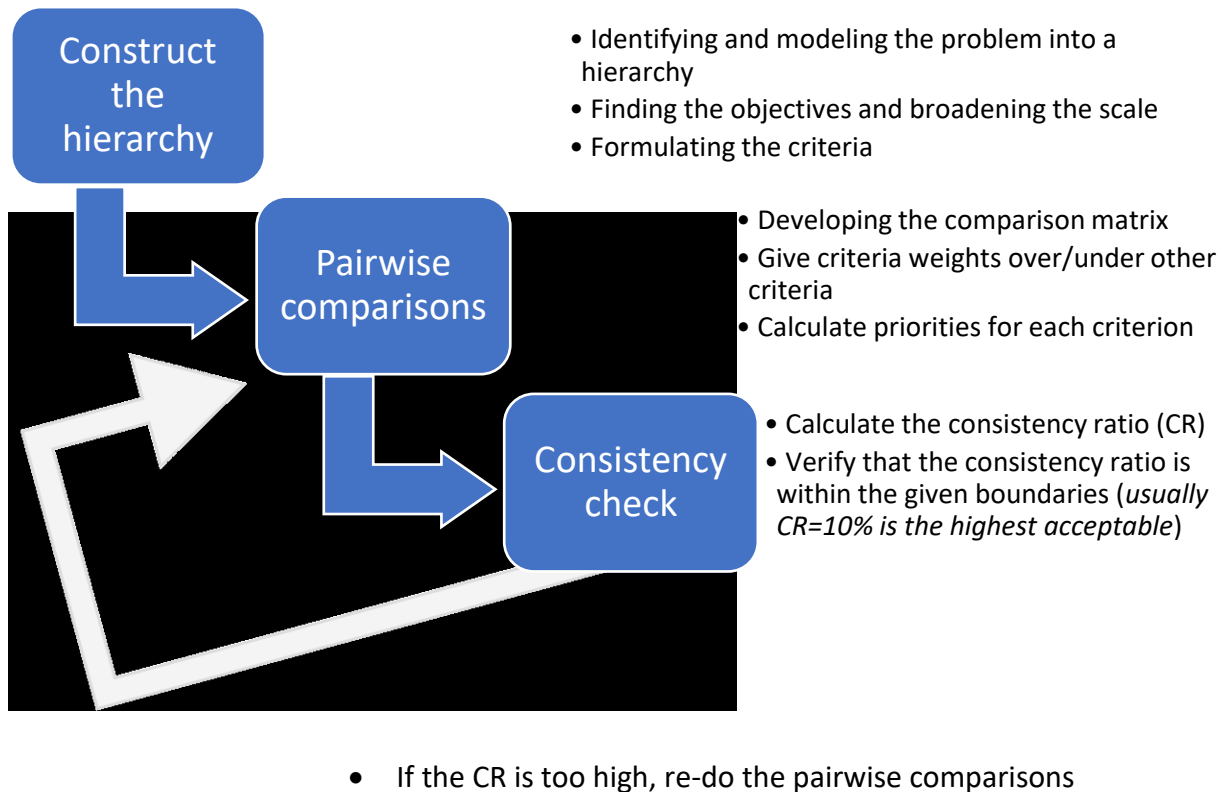 Construct
the
hierarchy
• Identifying and modeling the problem into a
hierarchy
• Finding the objectives and broadening the scale
• Formulating the criteria
Pairwise
comparisons
• Developing the comparison matrix
• Give criteria weights over/under other
criteria
• Calculate priorities for each criterion
Consistency
check
• Calculate the consistency ratio (CR)
• Verify that the consistency ratio is
within the given boundaries (usually
CR=10% is the highest acceptable)
• If the CR is too high, re-do the pairwise comparisons